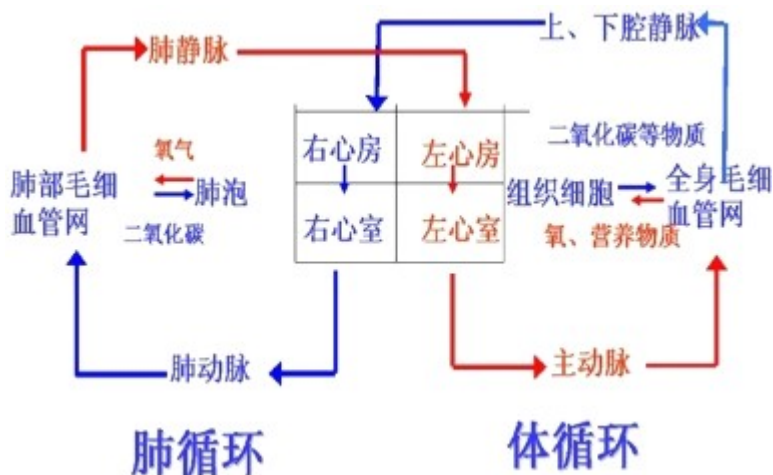 上、下腔静脉
肺静脉
右心房
左心房
二氧化碳等物质
氧气
肺部毛细
血管网
肺泡
组织细胞
全身毛细
血管网
二氧化碳
右心室
左心室
氧、营养物质
肺动脉
主动脉
肺循环
体循环